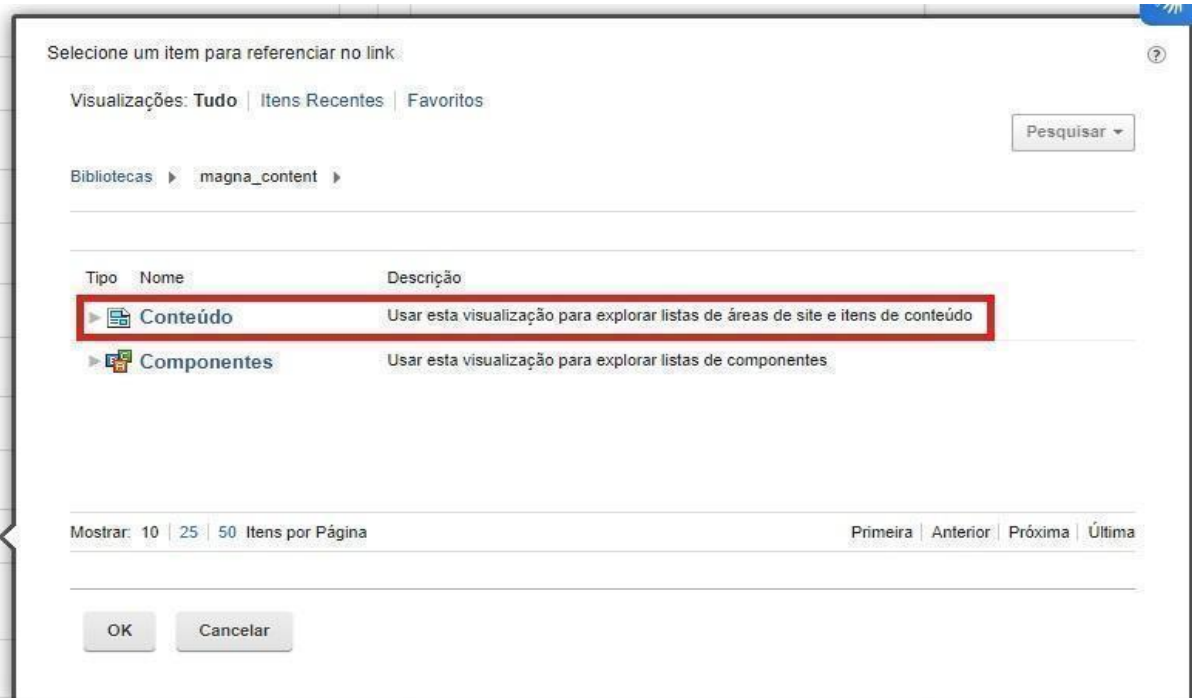 Selecione um item para referenciar no link
Visualizações: Tudo | Itens Recentes | Favoritos
Pesquisar
Bibliotecas magna_content
Tipo Nome Descrição
Conteúdo Usar esta visualização para explorar listas de áreas de site e itens de conteúdo
Componentes Usar esta visualização para explorar listas de componentes
Mostrar: 10 | 25 | 50 Itens por Página Primeira | Anterior | Próxima | Última
OK Cancelar